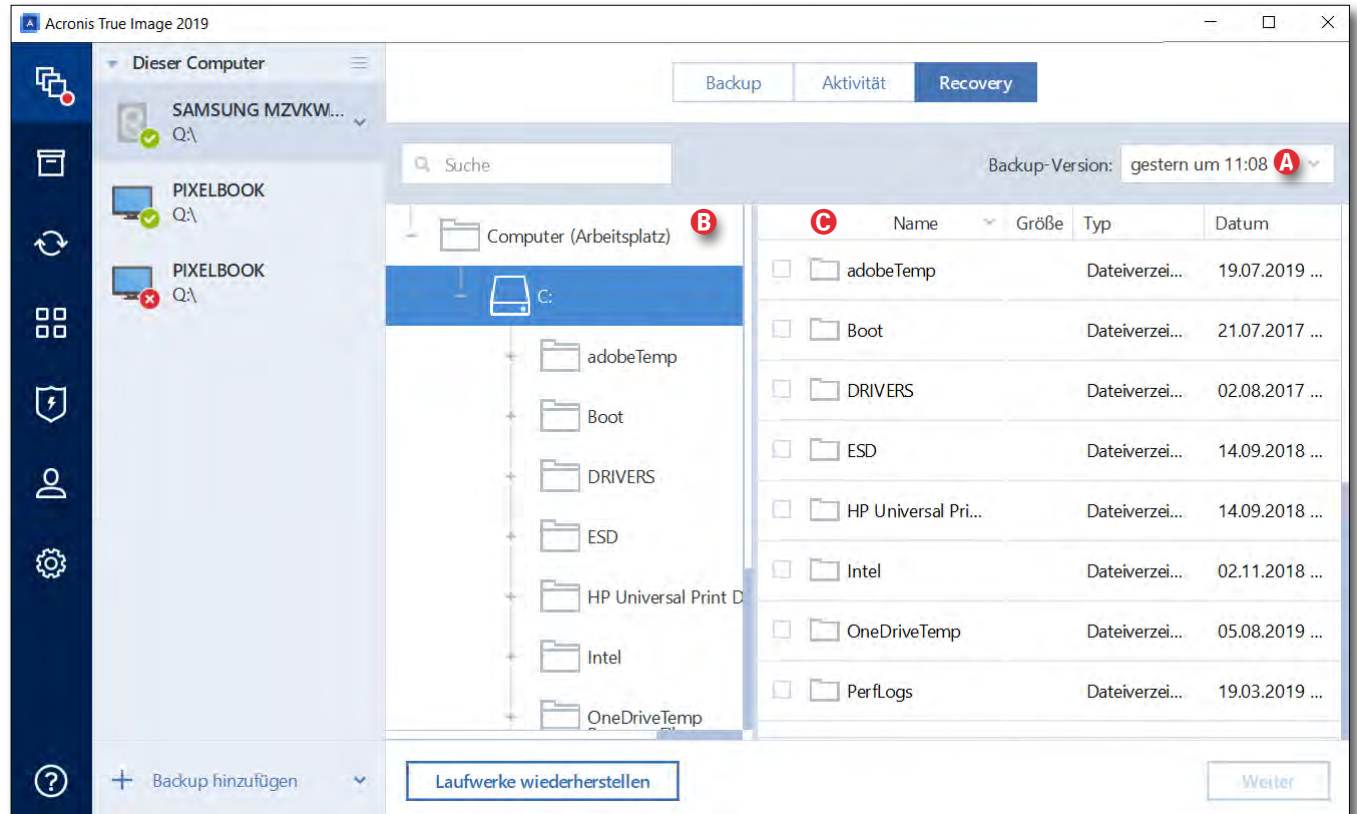 Acronis True Image 2019
Dieser Computer
SAMSUNG MZVKW...
Q:\
PIXELBOOK
Q:\
PIXELBOOK
Q:\
Backup hinzufügen
Backup
Aktivität
Recovery
Suche
Backup-Version: gestern um 11:08 A
Computer (Arbeitsplatz) B
C:
adobeTemp
Boot
DRIVERS
ESD
HP Universal Print D
Intel
OneDriveTemp
C Name Größe Typ Datum
adobeTemp Dateiverzei... 19.07.2019 ...
Boot Dateiverzei... 21.07.2017 ...
DRIVERS Dateiverzei... 02.08.2017 ...
ESD Dateiverzei... 14.09.2018 ...
HP Universal Pri... Dateiverzei... 14.09.2018 ...
Intel Dateiverzei... 02.11.2018 ...
OneDriveTemp Dateiverzei... 05.08.2019 ...
PerfLogs Dateiverzei... 19.03.2019 ...
Laufwerke wiederherstellen
Weiter